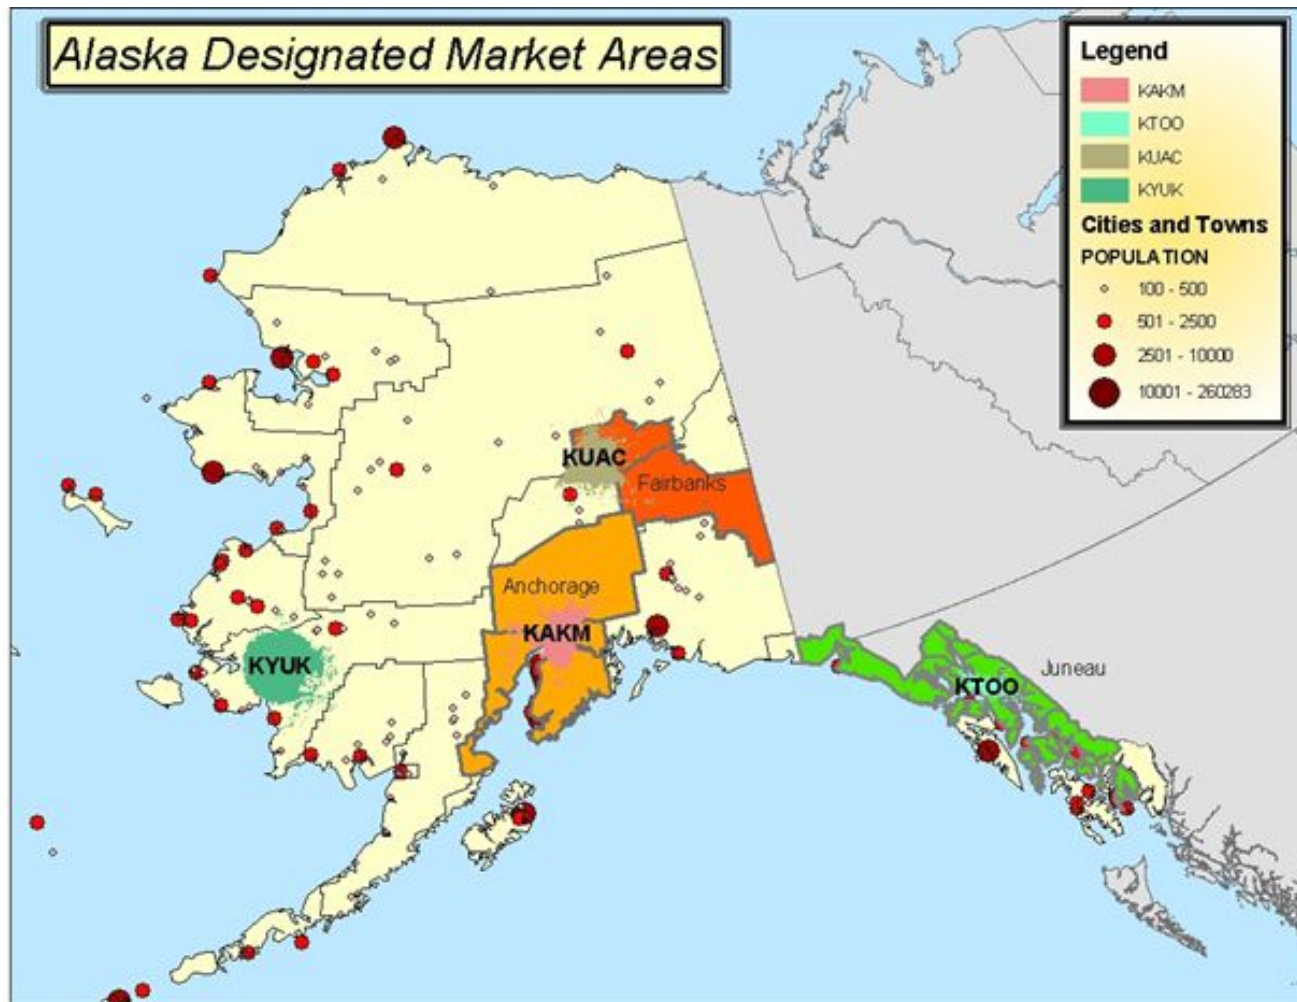 Alaska Designated Market Areas
Legend
KAKM
KTOO
KUAC
KYUK
Cities and Towns
POPULATION
100 - 500
501 - 2500
2501 - 10000
10001 - 260283
KUAC
Fairbanks
Anchorage
KAKM
KYUK
Juneau
KTOO